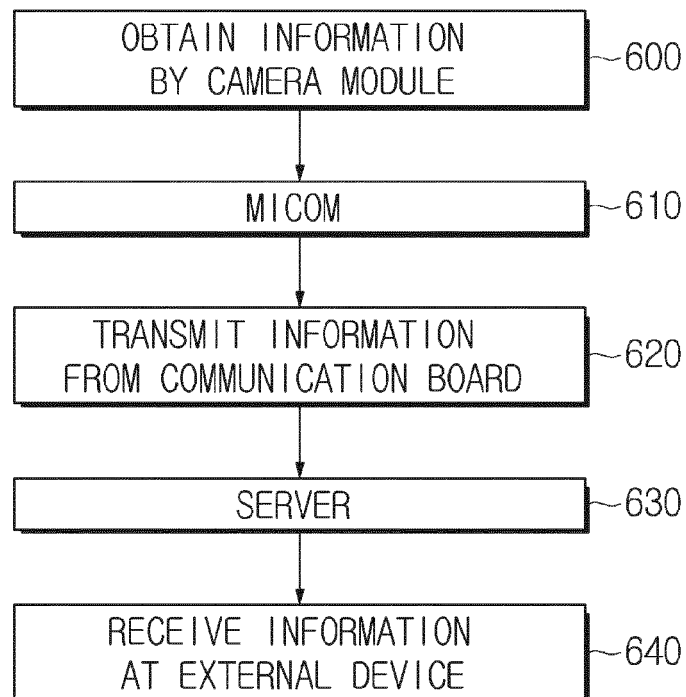 OBTAIN INFORMATION
BY CAMERA MODULE
600
MICOM
610
TRANSMIT INFORMATION
FROM COMMUNICATION BOARD
620
SERVER
630
RECEIVE INFORMATION
AT EXTERNAL DEVICE
640